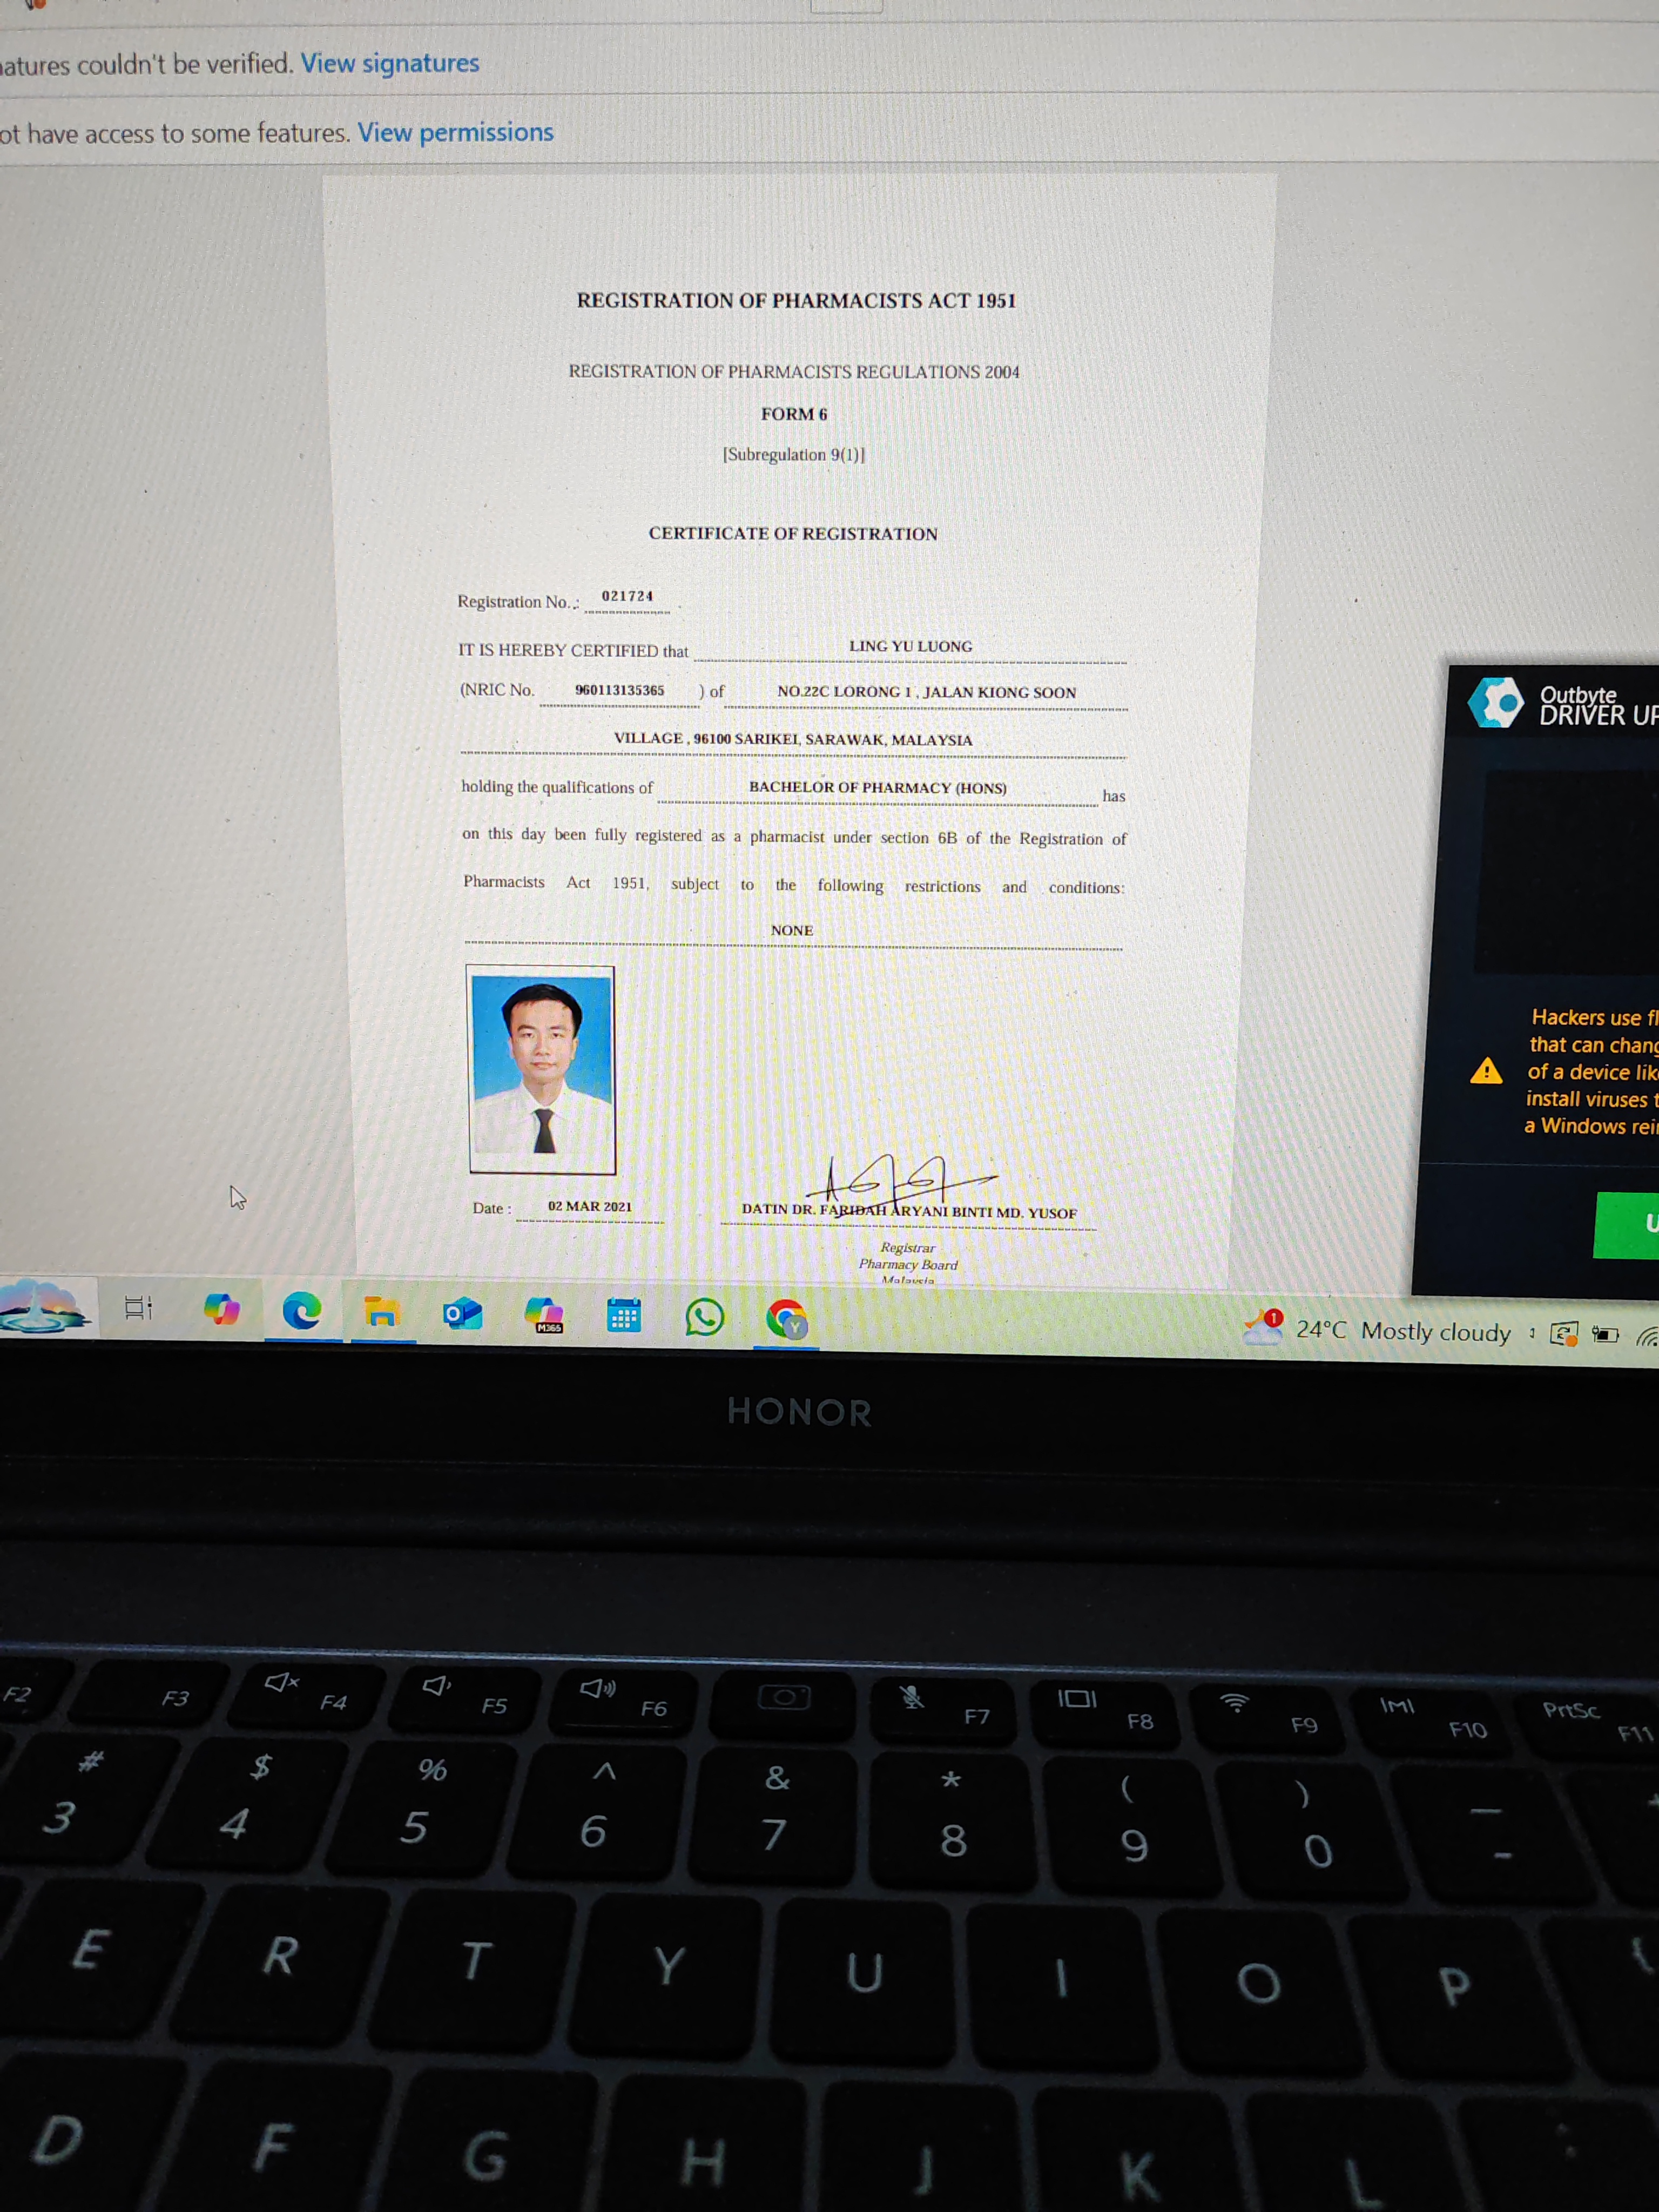 atures couldn't be verified. View signatures
ot have access to some features. View permissions
REGISTRATION OF PHARMACISTS ACT 1951
REGISTRATION OF PHARMACISTS REGULATIONS 2004
FORM 6
[Subregulation 9(1)]
CERTIFICATE OF REGISTRATION
Registration No.: 021724
IT IS HEREBY CERTIFIED that LING YU LUONG
(NRIC No. 960113135365 ) of NO.22C LORONG 1 , JALAN KIONG SOON
VILLAGE , 96100 SARIKEI, SARAWAK, MALAYSIA
holding the qualifications of BACHELOR OF PHARMACY (HONS) has
on this day been fully registered as a pharmacist under section 6B of the Registration of
Pharmacists Act 1951, subject to the following restrictions and conditions:
NONE
Date : 02 MAR 2021 DATIN DR. FARIDAH ARYANI BINTI MD. YUSOF
Registrar
Pharmacy Board
Malaysia
Outbyte
DRIVER UP
Hackers use fl
that can chang
of a device lik
install viruses t
a Windows rei
U
M365
Y
1
24°C Mostly cloudy
HONOR
F2 F3 F4 F5 F6 F7 F8 F9 F10 PrtSc F11
# $ % ^ & * ( ) —
3 4 5 6 7 8 9 0 -
E R T Y U I O P {
D F G H J K L :